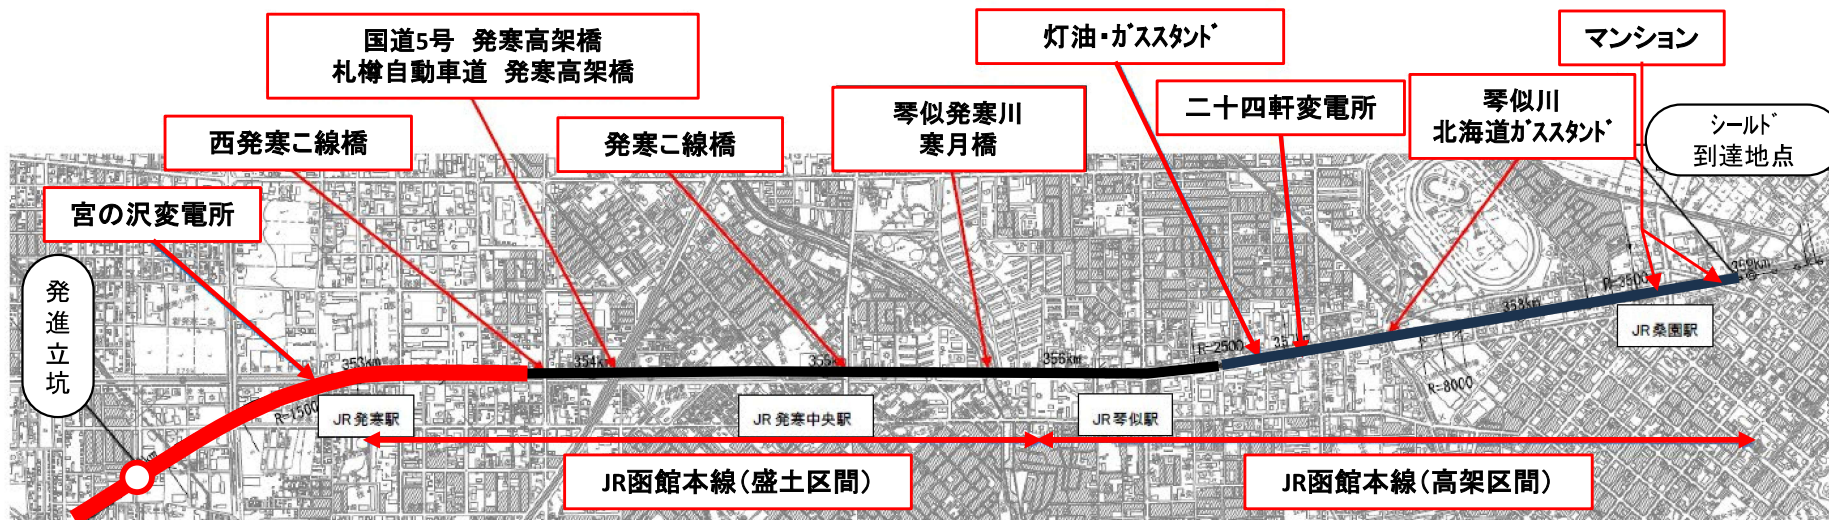 国道5号 発寒高架橋
札樽自動車道 発寒高架橋
灯油・ガススタンド
マンション
西発寒こ線橋
発寒こ線橋
琴似発寒川
寒月橋
二十四軒変電所
琴似川
北海道ガススタンド
シールド
到達地点
宮の沢変電所
発進立坑
353km
354km
355km
356km
357km
358km
359km
R=1500
R=2500
R=8000
R=3500
JR発寒駅
JR発寒中央駅
JR琴似駅
JR桑園駅
JR函館本線(盛土区間)
JR函館本線(高架区間)